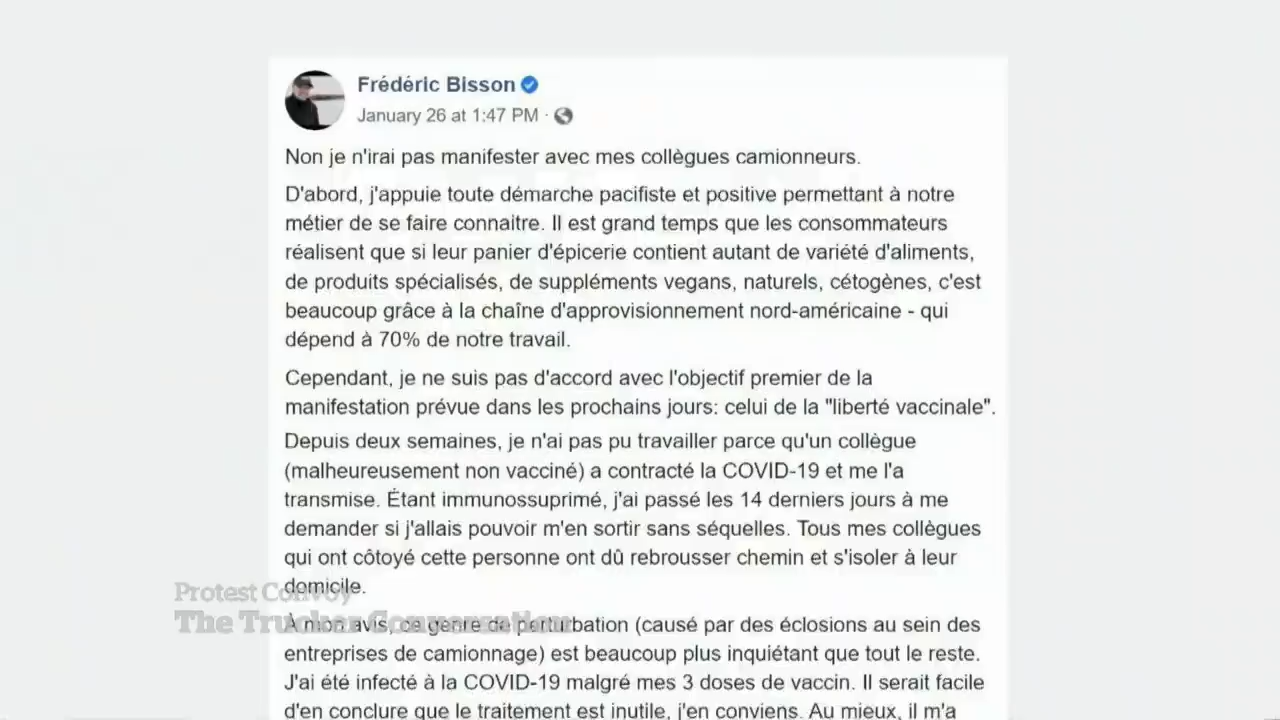 Frédéric Bisson
January 26 at 1:47 PM ·
Non je n'irai pas manifester avec mes collègues camionneurs.
D'abord, j'appuie toute démarche pacifiste et positive permettant à notre
métier de se faire connaitre. Il est grand temps que les consommateurs
réalisent que si leur panier d'épicerie contient autant de variété d'aliments,
de produits spécialisés, de suppléments vegans, naturels, cétogènes, c'est
beaucoup grâce à la chaîne d'approvisionnement nord-américaine - qui
dépend à 70% de notre travail.
Cependant, je ne suis pas d'accord avec l'objectif premier de la
manifestation prévue dans les prochains jours: celui de la "liberté vaccinale".
Depuis deux semaines, je n'ai pas pu travailler parce qu'un collègue
(malheureusement non vacciné) a contracté la COVID-19 et me l'a
transmise. Étant immunossuprimé, j'ai passé les 14 derniers jours à me
demander si j'allais pouvoir m'en sortir sans séquelles. Tous mes collègues
qui ont côtoyé cette personne ont dû rebrousser chemin et s'isoler à leur
domicile.
Protest Convoy
The Trucker Conversation
À mon avis, ce genre de perturbation (causé par des éclosions au sein des
entreprises de camionnage) est beaucoup plus inquiétant que tout le reste.
J'ai été infecté à la COVID-19 malgré mes 3 doses de vaccin. Il serait facile
d'en conclure que le traitement est inutile, j'en conviens. Au mieux, il m'a